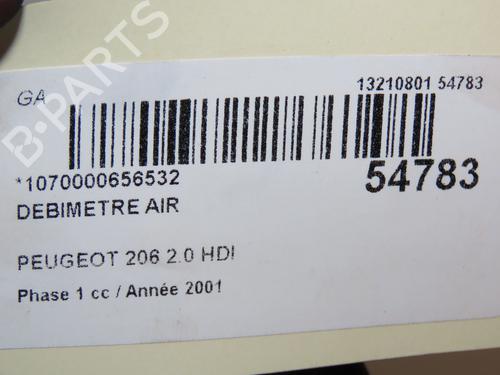 GA
13210801 54783
*1070000656532
54783
DEBIMETRE AIR
PEUGEOT 206 2.0 HDI
Phase 1 cc / Année 2001
B-PARTS